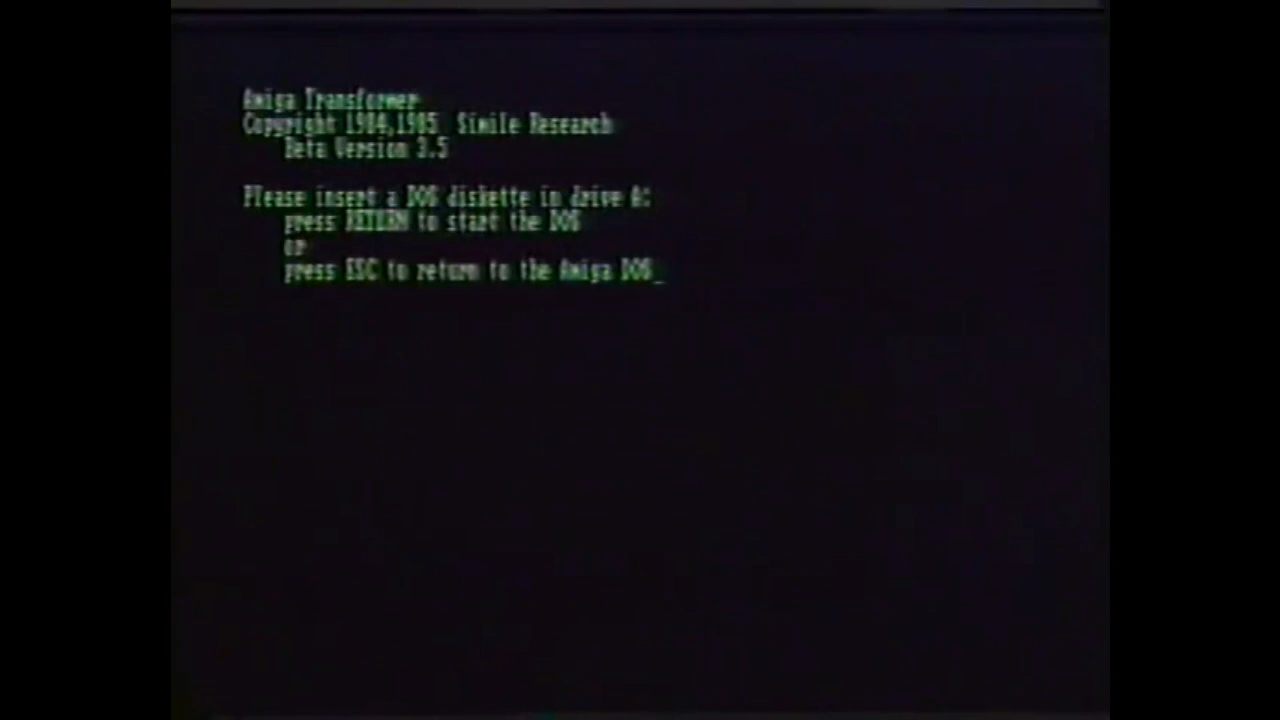 Amiga Transformer
Copyright 1984,1985 Simile Research
Beta Version 3.5
Please insert a DOS diskette in drive A:
press RETURN to start the DOS
or
press ESC to return to the Amiga DOS_